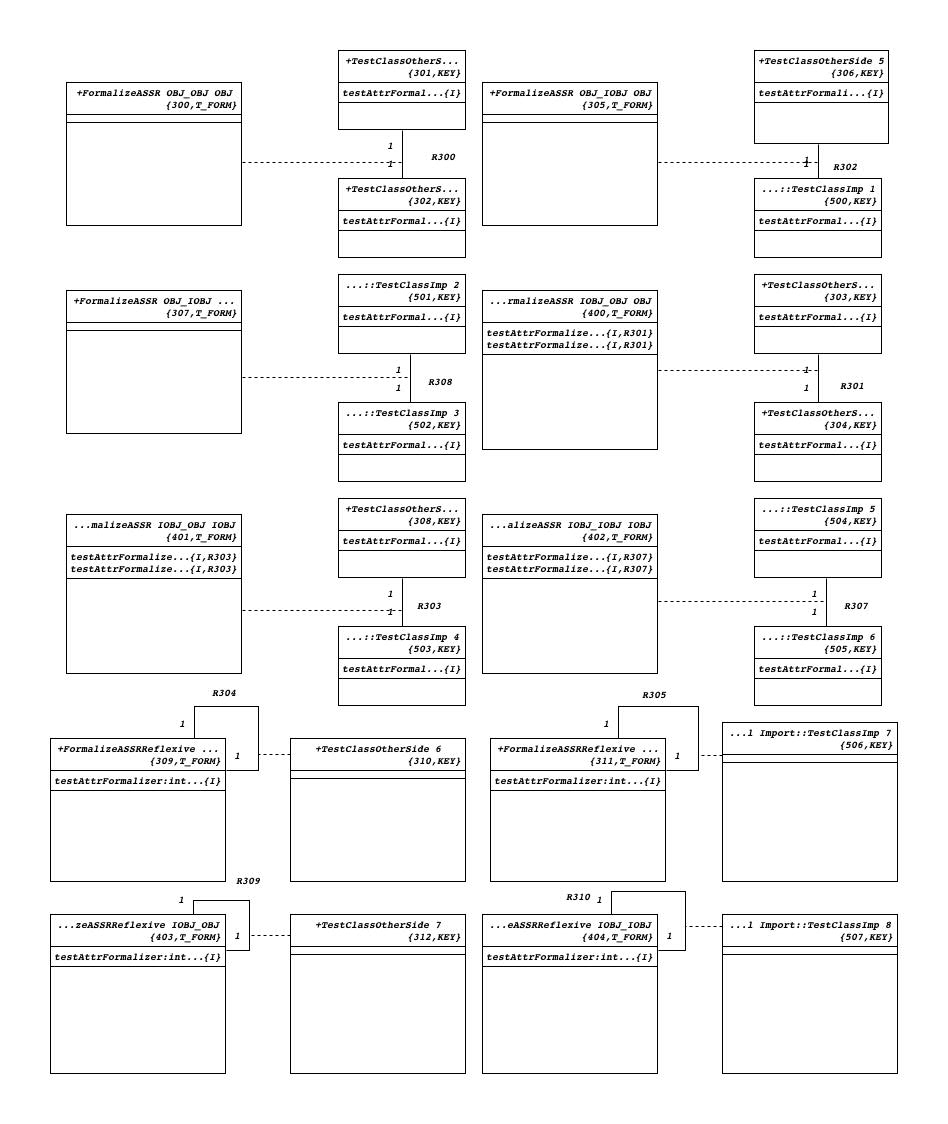 +FormalizeASSR OBJ_OBJ OBJ
{300,T_FORM}
+TestClassOtherS...
{301,KEY}
testAttrFormal...{I}
1
R300
1
+TestClassOtherS...
{302,KEY}
testAttrFormal...{I}
+FormalizeASSR OBJ_IOBJ OBJ
{305,T_FORM}
+TestClassOtherSide 5
{306,KEY}
testAttrFormali...{I}
1
1
R302
...::TestClassImp 1
{500,KEY}
testAttrFormal...{I}
+FormalizeASSR OBJ_IOBJ ...
{307,T_FORM}
...::TestClassImp 2
{501,KEY}
testAttrFormal...{I}
1
R308
1
...::TestClassImp 3
{502,KEY}
testAttrFormal...{I}
...rmalizeASSR IOBJ_OBJ OBJ
{400,T_FORM}
testAttrFormalize...{I,R301}
testAttrFormalize...{I,R301}
+TestClassOtherS...
{303,KEY}
testAttrFormal...{I}
1
R301
1
+TestClassOtherS...
{304,KEY}
testAttrFormal...{I}
...malizeASSR IOBJ_OBJ IOBJ
{401,T_FORM}
testAttrFormalize...{I,R303}
testAttrFormalize...{I,R303}
+TestClassOtherS...
{308,KEY}
testAttrFormal...{I}
1
R303
1
...::TestClassImp 4
{503,KEY}
testAttrFormal...{I}
...alizeASSR IOBJ_IOBJ IOBJ
{402,T_FORM}
testAttrFormalize...{I,R307}
testAttrFormalize...{I,R307}
...::TestClassImp 5
{504,KEY}
testAttrFormal...{I}
1
R307
1
...::TestClassImp 6
{505,KEY}
testAttrFormal...{I}
R304
1
+FormalizeASSRReflexive ...
{309,T_FORM}
testAttrFormalizer:int...{I}
1
+TestClassOtherSide 6
{310,KEY}
R305
1
+FormalizeASSRReflexive ...
{311,T_FORM}
testAttrFormalizer:int...{I}
1
...l Import::TestClassImp 7
{506,KEY}
R309
1
...zeASSRReflexive IOBJ_OBJ
{403,T_FORM}
testAttrFormalizer:int...{I}
1
+TestClassOtherSide 7
{312,KEY}
R310
1
...eASSRReflexive IOBJ_IOBJ
{404,T_FORM}
testAttrFormalizer:int...{I}
1
...l Import::TestClassImp 8
{507,KEY}